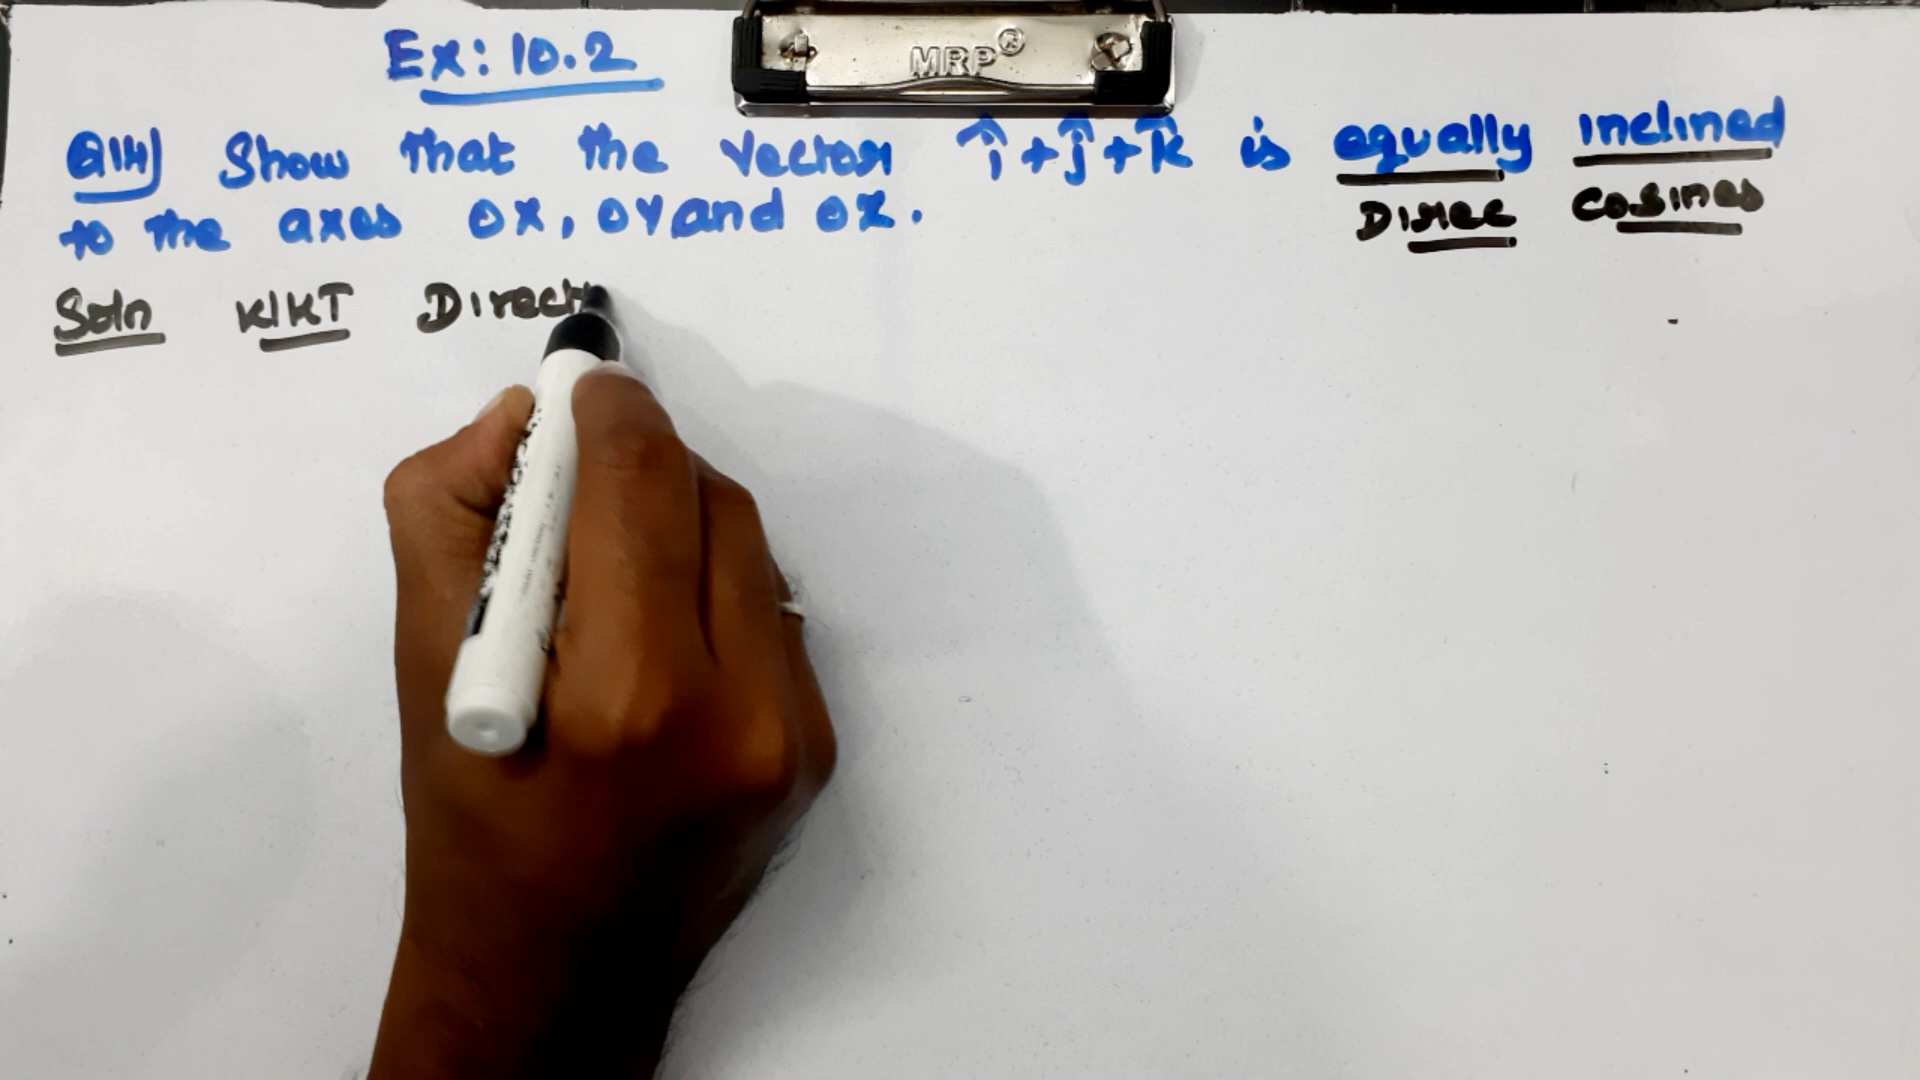 MRP®
Ex: 10.2
Q14) Show that the vector î+ĵ+k̂ is equally inclined
to the axes OX, OY and OZ.
Direc Cosines
Soln WKT Direct